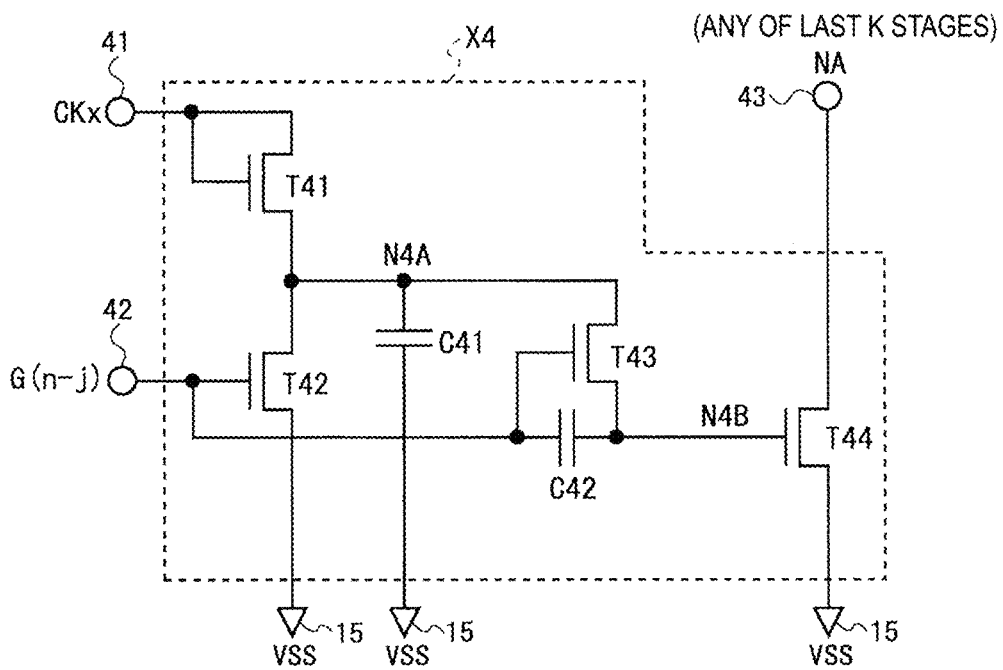 (ANY OF LAST K STAGES)
41
X4
NA
43
CKx
T41
N4A
42
C41
T43
G(n-j)
T42
N4B
T44
C42
15
15
15
VSS
VSS
VSS